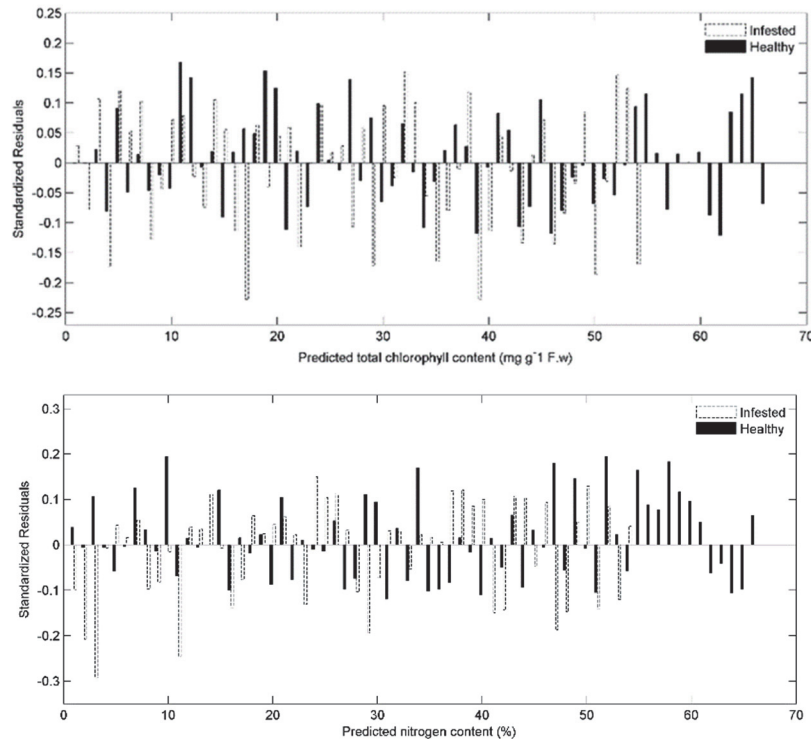 0.25
Infested
0.2
Healthy
0.15
0.1
0.05
0
-0.05
-0.1
-0.15
-0.2
-0.25
Standardized Residuals
0 10 20 30 40 50 60 70
Predicted total chlorophyll content (mg g⁻¹ F.w)
0.3
Infested
Healthy
0.2
0.1
0
-0.1
-0.2
-0.3
Standardized Residuals
0 10 20 30 40 50 60 70
Predicted nitrogen content (%)